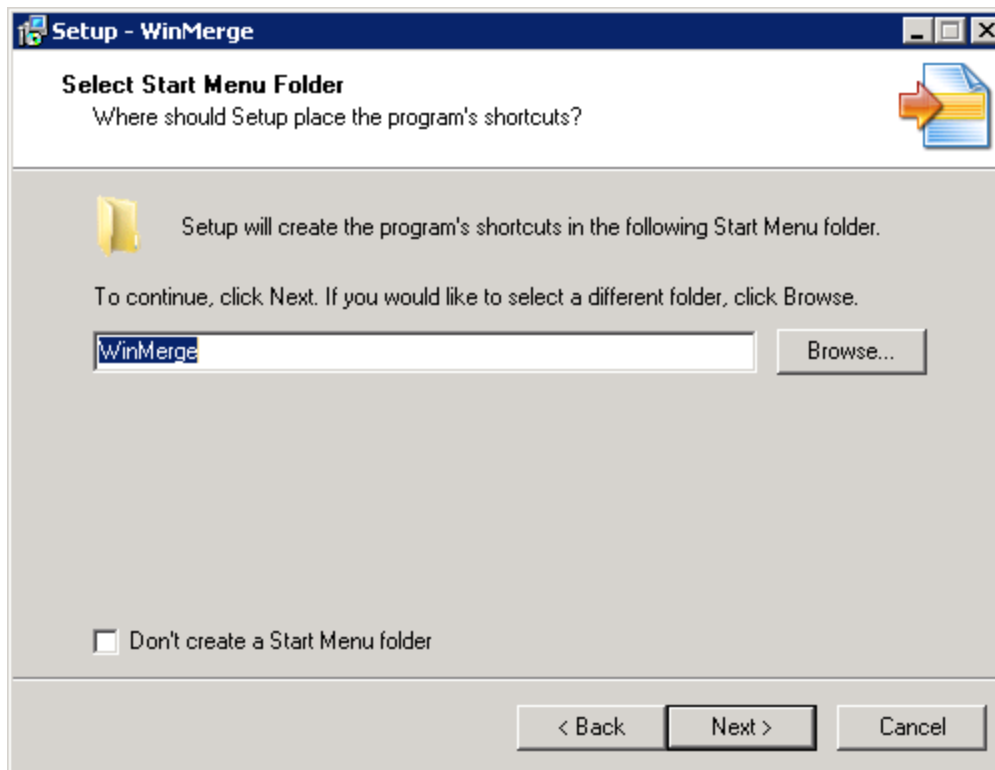 Setup - WinMerge
Select Start Menu Folder
Where should Setup place the program's shortcuts?
Setup will create the program's shortcuts in the following Start Menu folder.
To continue, click Next. If you would like to select a different folder, click Browse.
WinMerge
Browse...
Don't create a Start Menu folder
< Back
Next >
Cancel